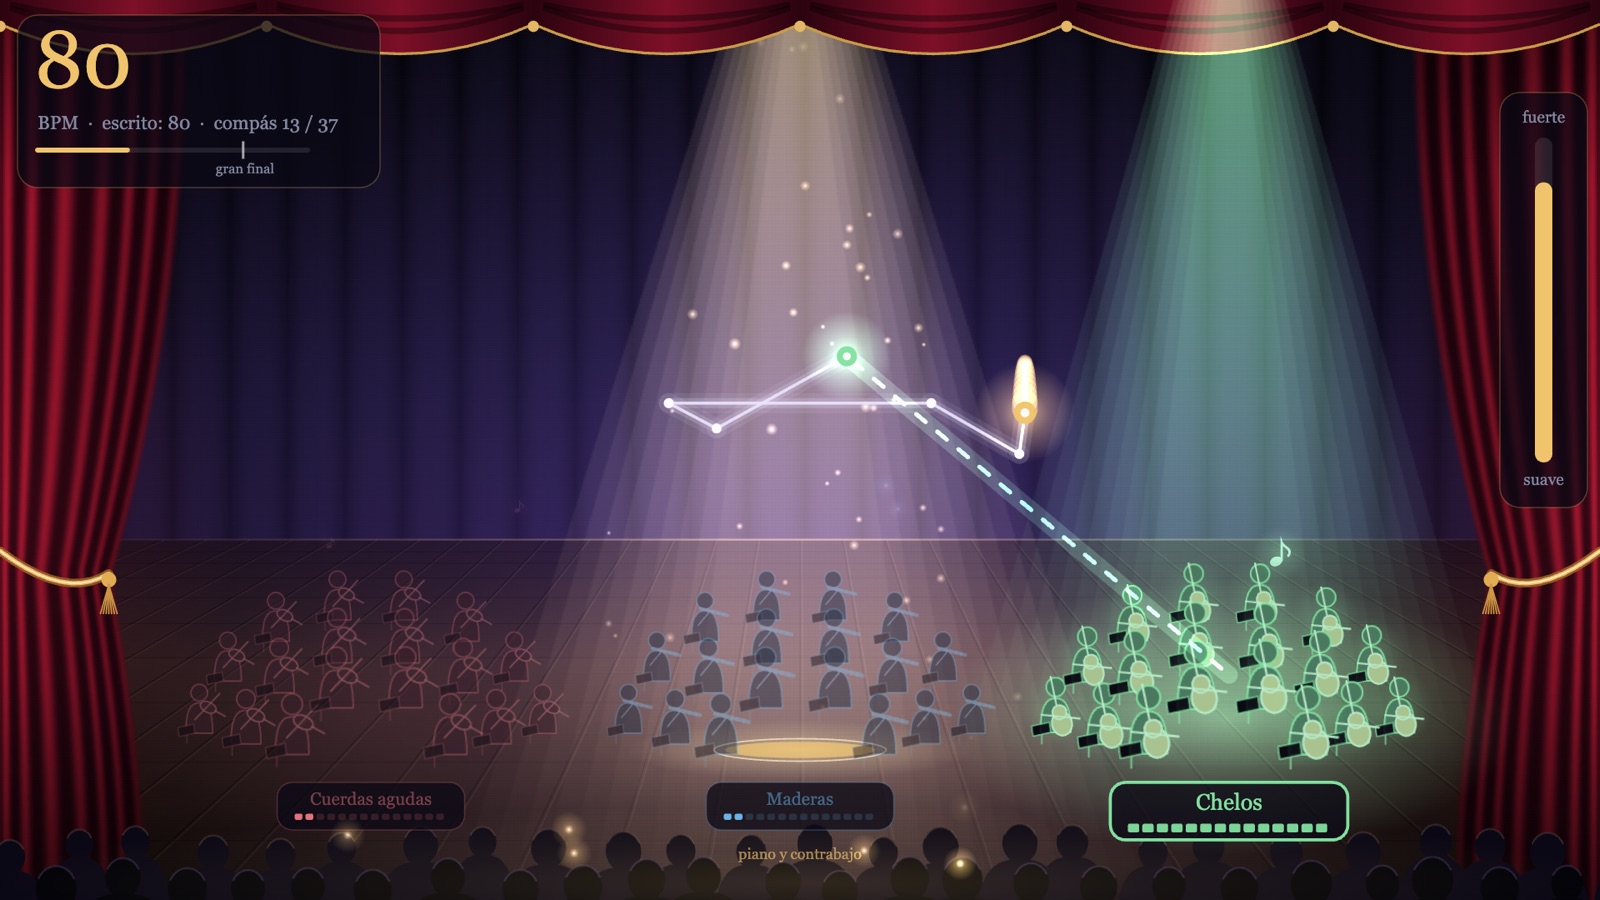 80
BPM · escrito: 80 · compás 13 / 37
gran final
fuerte
suave
Cuerdas agudas
Maderas
Chelos
piano y contrabajo